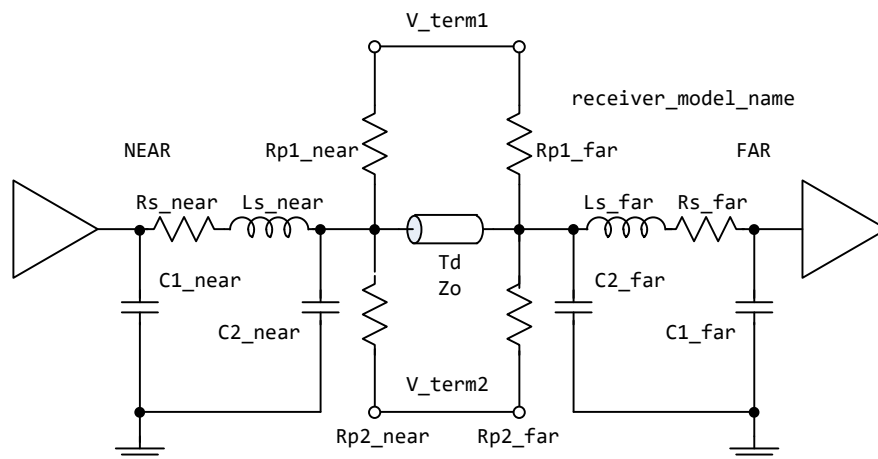 V_term1
receiver_model_name
NEAR
Rp1_near
Rp1_far
FAR
Rs_near
Ls_near
Ls_far
Rs_far
Td
Zo
C1_near
C2_far
C2_near
C1_far
V_term2
Rp2_near
Rp2_far